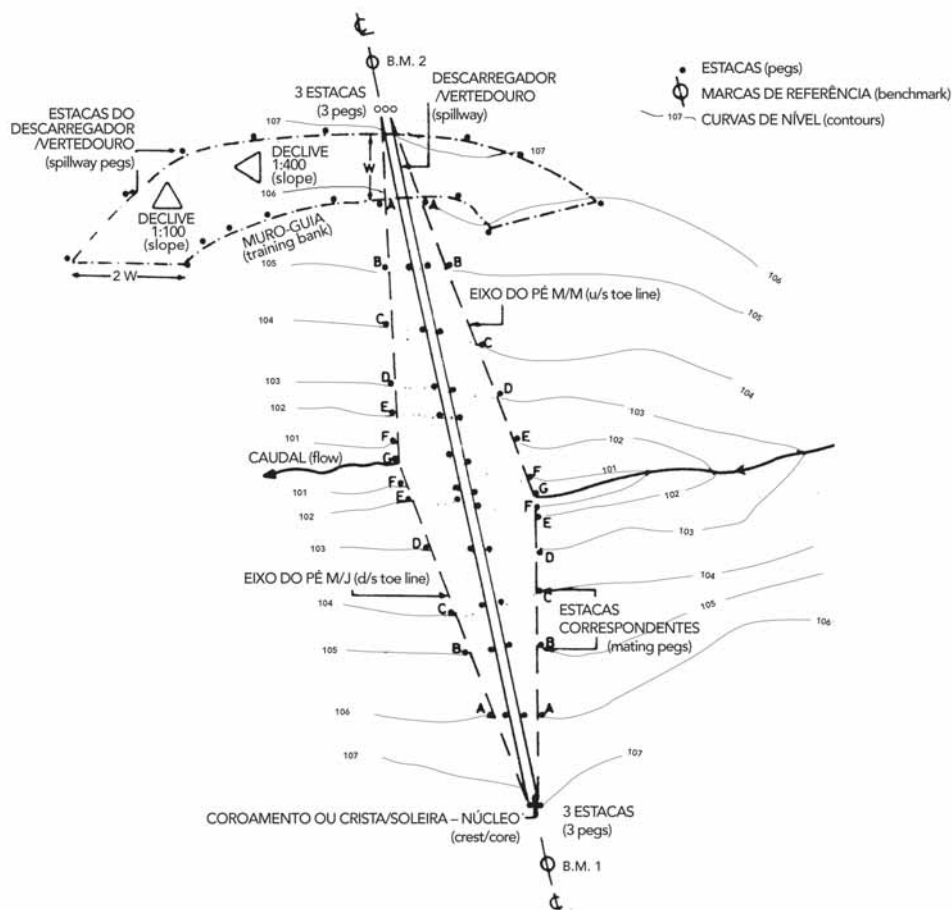 ℄
B.M. 2
DESCARREGADOR
/VERTEDOURO
(spillway)
3 ESTACAS
(3 pegs)
ESTACAS (pegs)
MARCAS DE REFERÊNCIA (benchmark)
107 CURVAS DE NÍVEL (contours)
ESTACAS DO
DESCARREGADOR
/VERTEDOURO
(spillway pegs)
107
DECLIVE
1:400
(slope)
W
107
106
DECLIVE
1:100
(slope)
MURO-GUIA
(training bank)
A
A
2 W
105
B
B
106
EIXO DO PÉ M/M (u/s toe line)
105
104
C
C
104
103
D
D
103
102
E
E
102
101
F
F
101
CAUDAL (flow)
G
G
101
F
F
102
E
E
102
103
D
D
103
EIXO DO PÉ M/J (d/s toe line)
104
C
C
104
ESTACAS
CORRESPONDENTES
(mating pegs)
105
105
B
B
106
106
A
A
107
107
COROAMENTO OU CRISTA/SOLEIRA – NÚCLEO
(crest/core)
3 ESTACAS
(3 pegs)
B.M. 1
℄